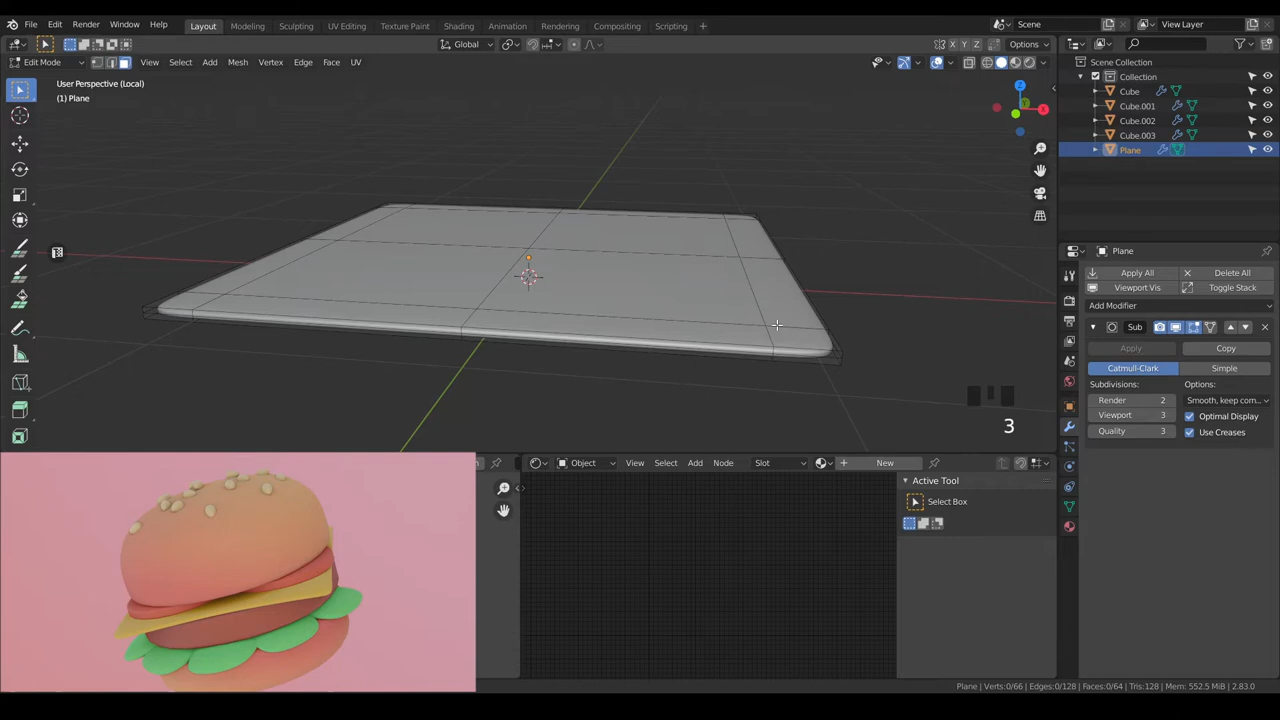 File Edit Render Window Help Layout Modeling Sculpting UV Editing Texture Paint Shading Animation Rendering Compositing Scripting + Scene View Layer
Global X Y Z Options
Edit Mode View Select Add Mesh Vertex Edge Face UV
User Perspective (Local)
(1) Plane
Scene Collection
Collection
Cube
Cube.001
Cube.002
Cube.003
Plane
Z
Y
X
Plane
Apply All Delete All
Viewport Vis Toggle Stack
Add Modifier
Sub
Apply Copy
Catmull-Clark Simple
Subdivisions: Options:
Render 2 Smooth, keep corn...
Viewport 3 Optimal Display
Quality 3 Use Creases
3
Object View Select Add Node Slot New
Active Tool
Select Box
Plane | Verts:0/66 | Edges:0/128 | Faces:0/64 | Tris:128 | Mem: 552.5 MiB | 2.83.0